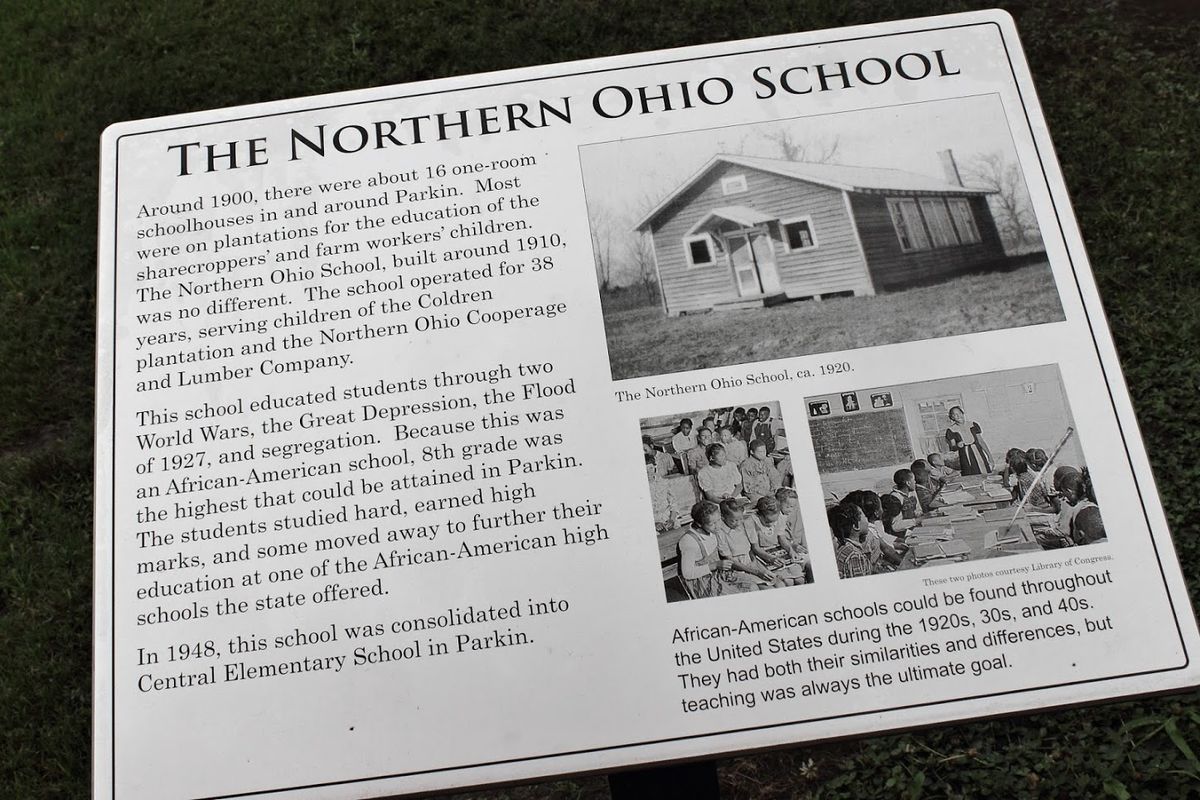 THE NORTHERN OHIO SCHOOL
Around 1900, there were about 16 one-room
schoolhouses in and around Parkin. Most
were on plantations for the education of the
sharecroppers' and farm workers' children.
The Northern Ohio School, built around 1910,
was no different. The school operated for 38
years, serving children of the Coldren
plantation and the Northern Ohio Cooperage
and Lumber Company.
This school educated students through two
World Wars, the Great Depression, the Flood
of 1927, and segregation. Because this was
an African-American school, 8th grade was
the highest that could be attained in Parkin.
The students studied hard, earned high
marks, and some moved away to further their
education at one of the African-American high
schools the state offered.
In 1948, this school was consolidated into
Central Elementary School in Parkin.
The Northern Ohio School, ca. 1920.
These two photos courtesy Library of Congress.
African-American schools could be found throughout
the United States during the 1920s, 30s, and 40s.
They had both their similarities and differences, but
teaching was always the ultimate goal.